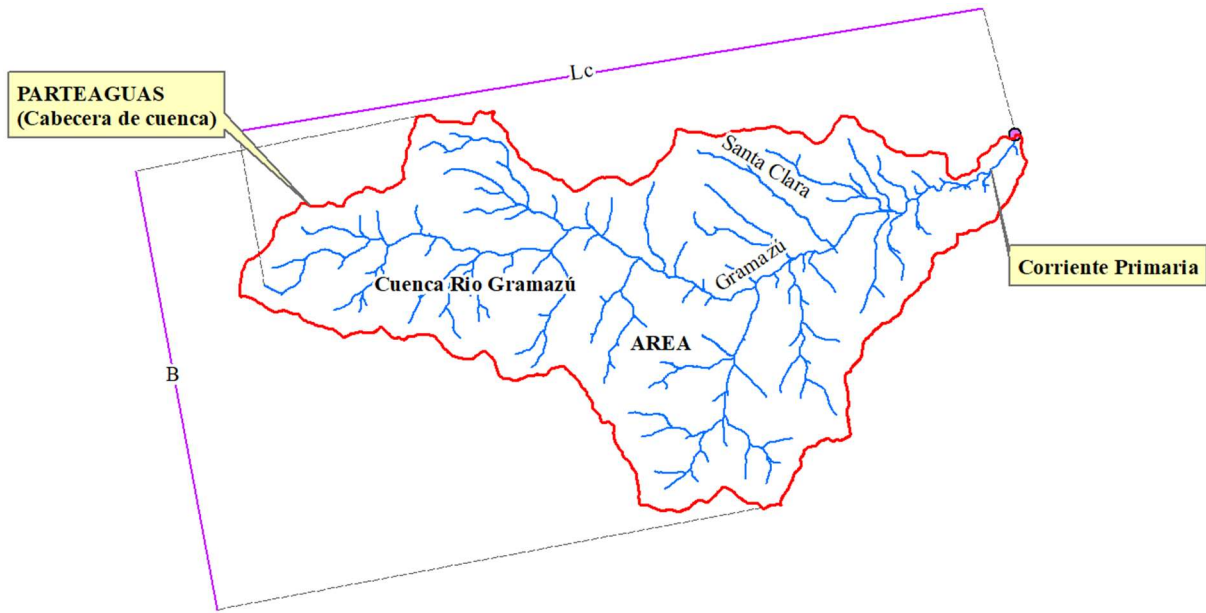 Lc
PARTEAGUAS
(Cabecera de cuenca)
Santa Clara
Gramazú
Corriente Primaria
Cuenca Rio Gramazú
AREA
B